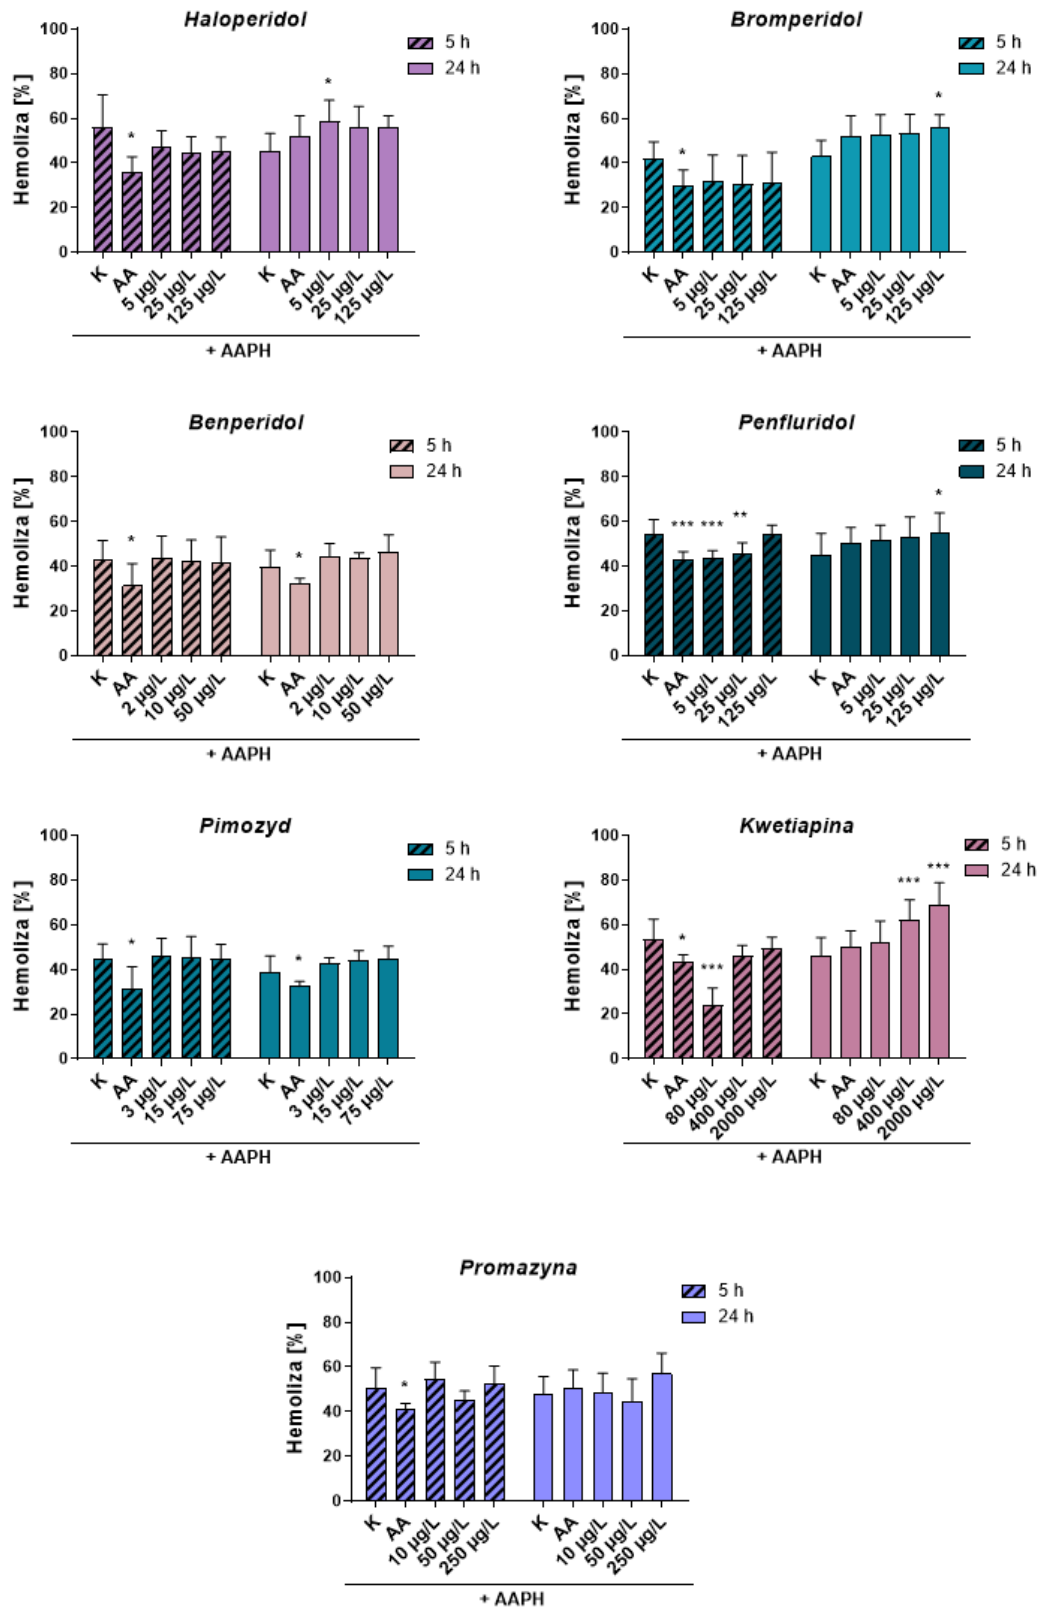 Haloperidol
Hemoliza [%]
100
80
60
40
20
0
5 h
24 h
*
*
K AA 5 µg/L 25 µg/L 125 µg/L K AA 5 µg/L 25 µg/L 125 µg/L
+ AAPH
Bromperidol
Hemoliza [%]
100
80
60
40
20
0
5 h
24 h
*
*
K AA 5 µg/L 25 µg/L 125 µg/L K AA 5 µg/L 25 µg/L 125 µg/L
+ AAPH
Benperidol
Hemoliza [%]
100
80
60
40
20
0
5 h
24 h
*
*
K AA 2 µg/L 10 µg/L 50 µg/L K AA 2 µg/L 10 µg/L 50 µg/L
+ AAPH
Penfluridol
Hemoliza [%]
100
80
60
40
20
0
5 h
24 h
*** *** **
*
K AA 5 µg/L 25 µg/L 125 µg/L K AA 5 µg/L 25 µg/L 125 µg/L
+ AAPH
Pimozyd
Hemoliza [%]
100
80
60
40
20
0
5 h
24 h
*
*
K AA 3 µg/L 15 µg/L 75 µg/L K AA 3 µg/L 15 µg/L 75 µg/L
+ AAPH
Kwetiapina
Hemoliza [%]
100
80
60
40
20
0
5 h
24 h
* ***
*** ***
K AA 80 µg/L 400 µg/L 2000 µg/L K AA 80 µg/L 400 µg/L 2000 µg/L
+ AAPH
Promazyna
Hemoliza [%]
100
80
60
40
20
0
5 h
24 h
*
K AA 10 µg/L 50 µg/L 250 µg/L K AA 10 µg/L 50 µg/L 250 µg/L
+ AAPH